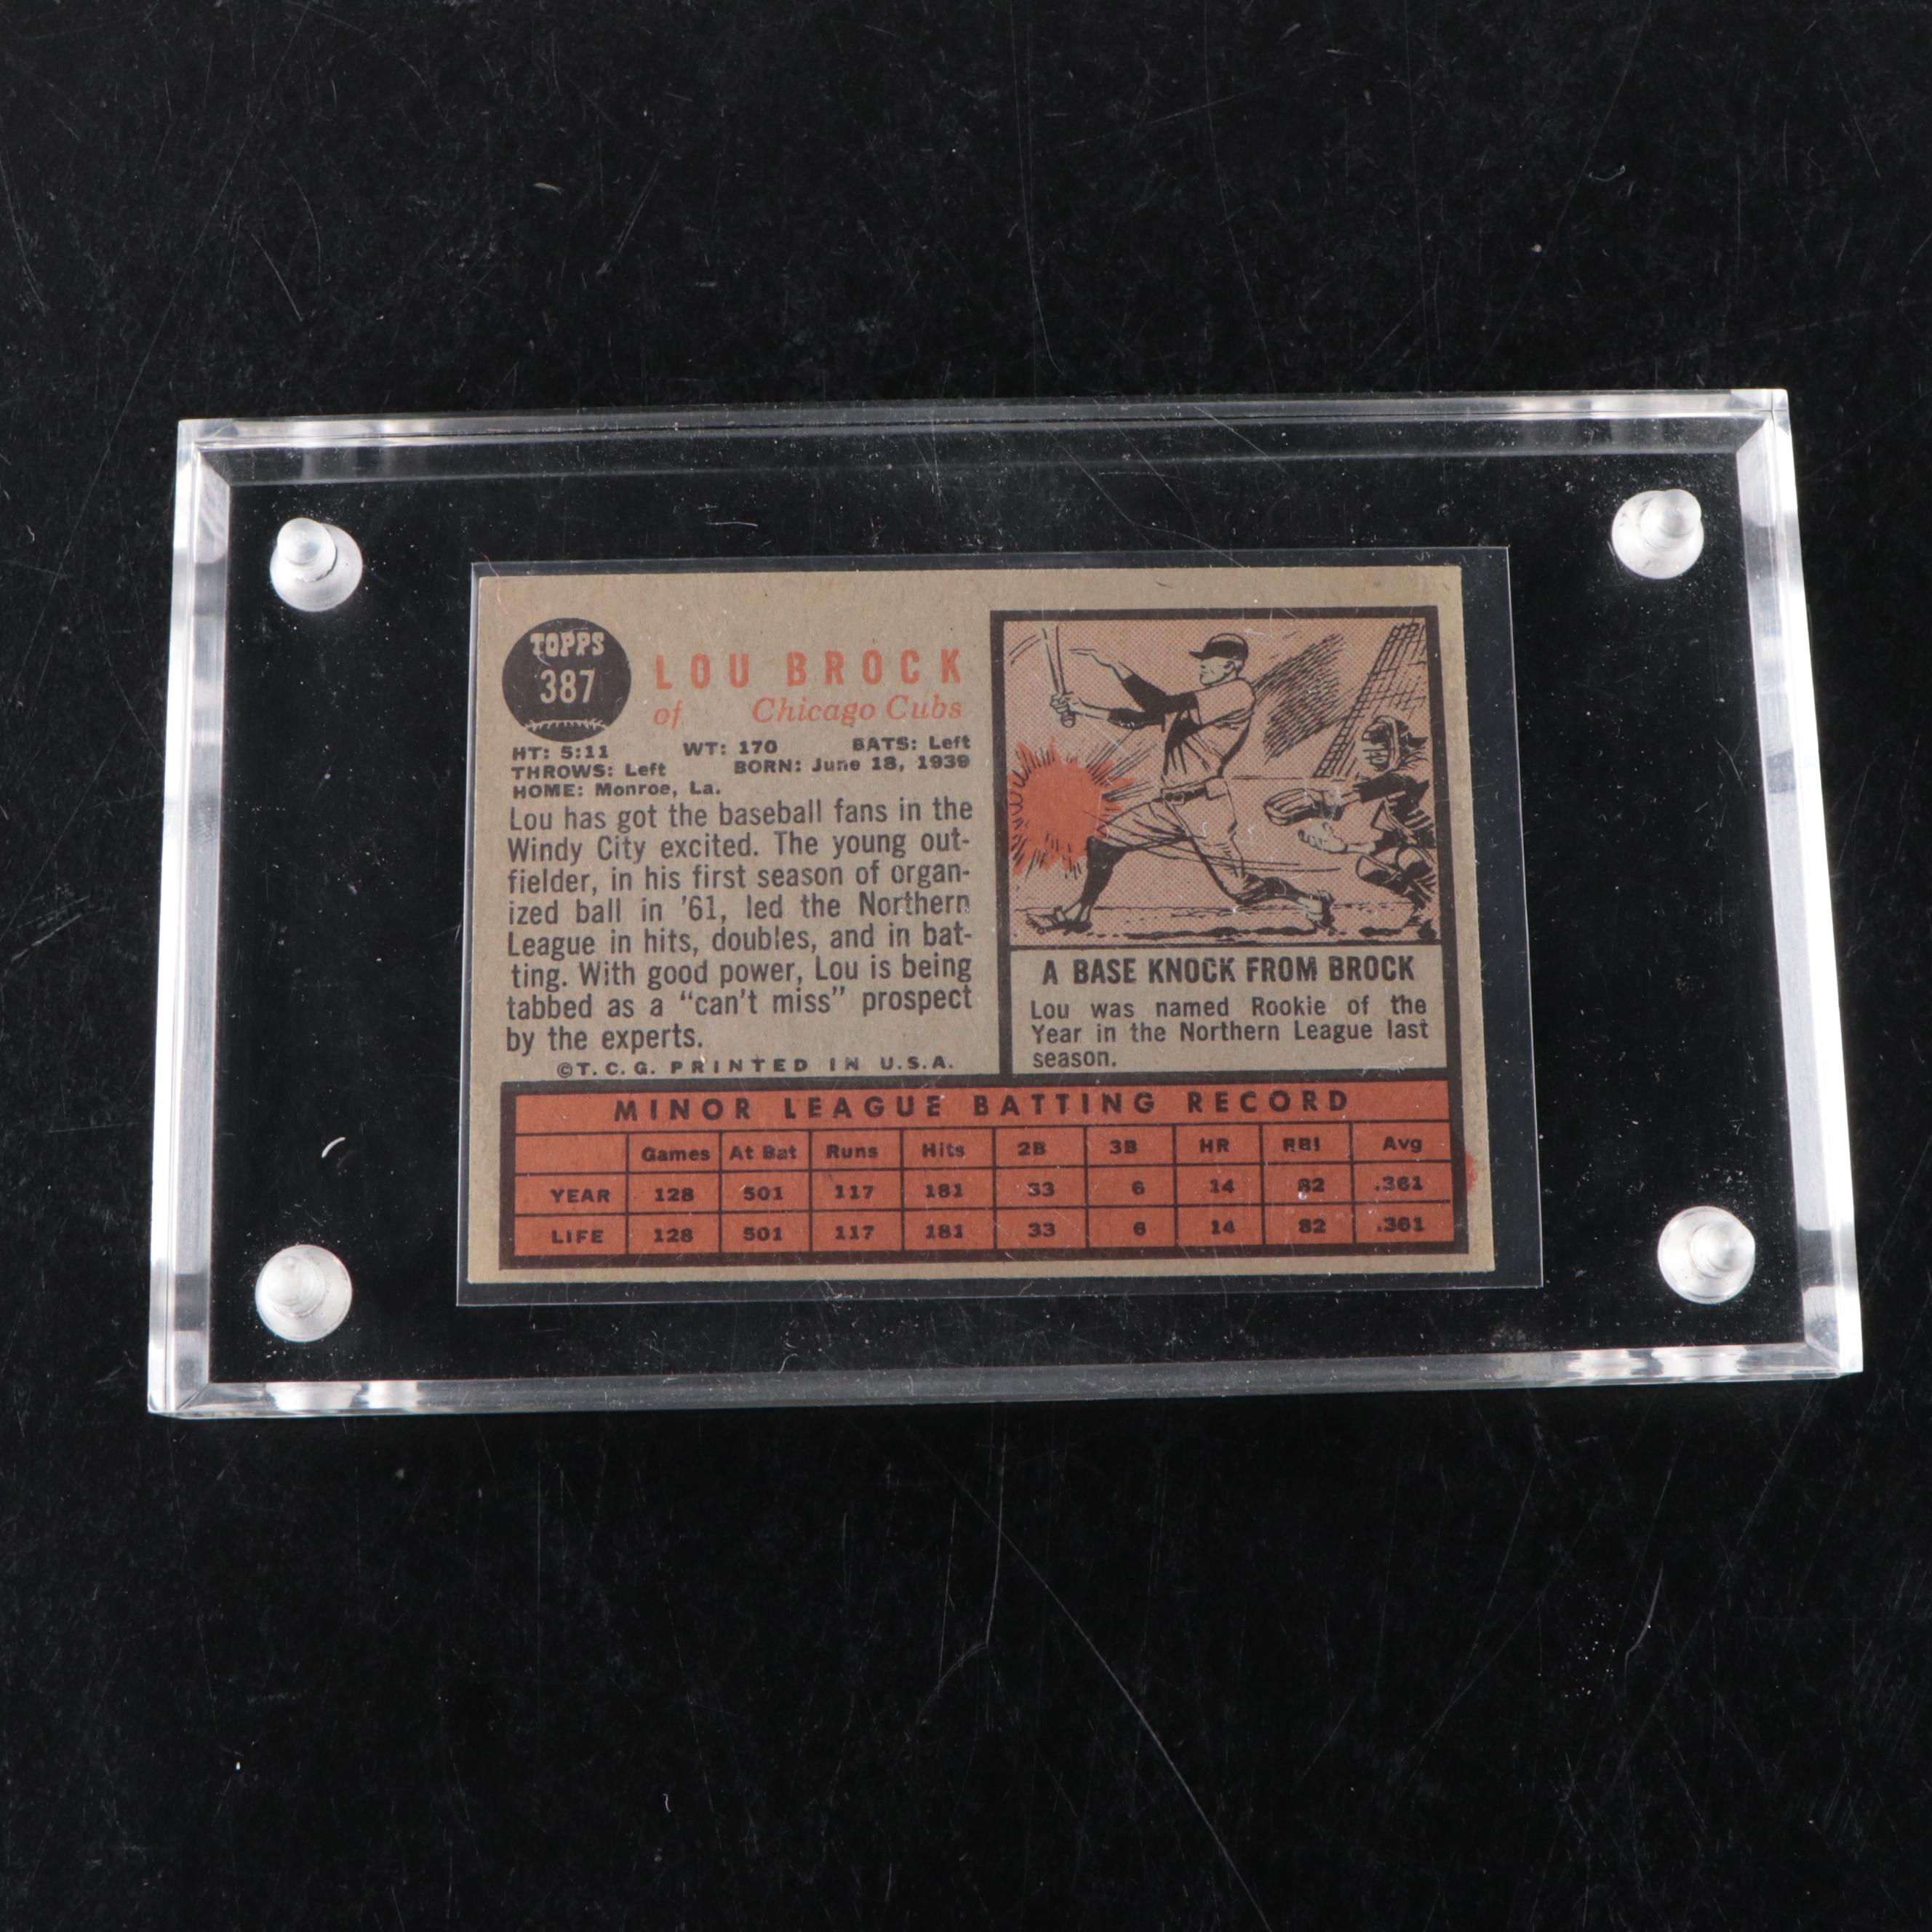 TOPPS
387
LOU BROCK
of Chicago Cubs
HT: 5:11 WT: 170 BATS: Left
THROWS: Left BORN: June 18, 1939
HOME: Monroe, La.
Lou has got the baseball fans in the
Windy City excited. The young out-
fielder, in his first season of organ-
ized ball in '61, led the Northern
League in hits, doubles, and in bat-
ting. With good power, Lou is being
tabbed as a "can't miss" prospect
by the experts.
©T.C.G. PRINTED IN U.S.A.
A BASE KNOCK FROM BROCK
Lou was named Rookie of the
Year in the Northern League last
season.
MINOR LEAGUE BATTING RECORD
Games At Bat Runs Hits 2B 3B HR RBI Avg
YEAR 128 501 117 181 33 6 14 82 .361
LIFE 128 501 117 181 33 6 14 82 .361